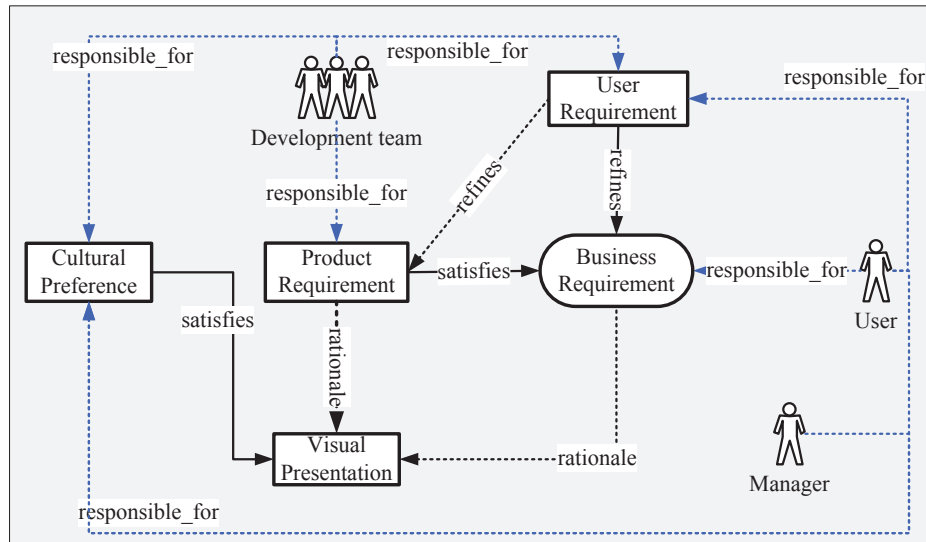 responsible_for
responsible_for
responsible_for
User
Requirement
Development team
refines
refines
responsible_for
Cultural
Preference
Product
Requirement
satisfies
Business
Requirement
responsible_for
User
satisfies
rationale
Visual
Presentation
rationale
Manager
responsible_for